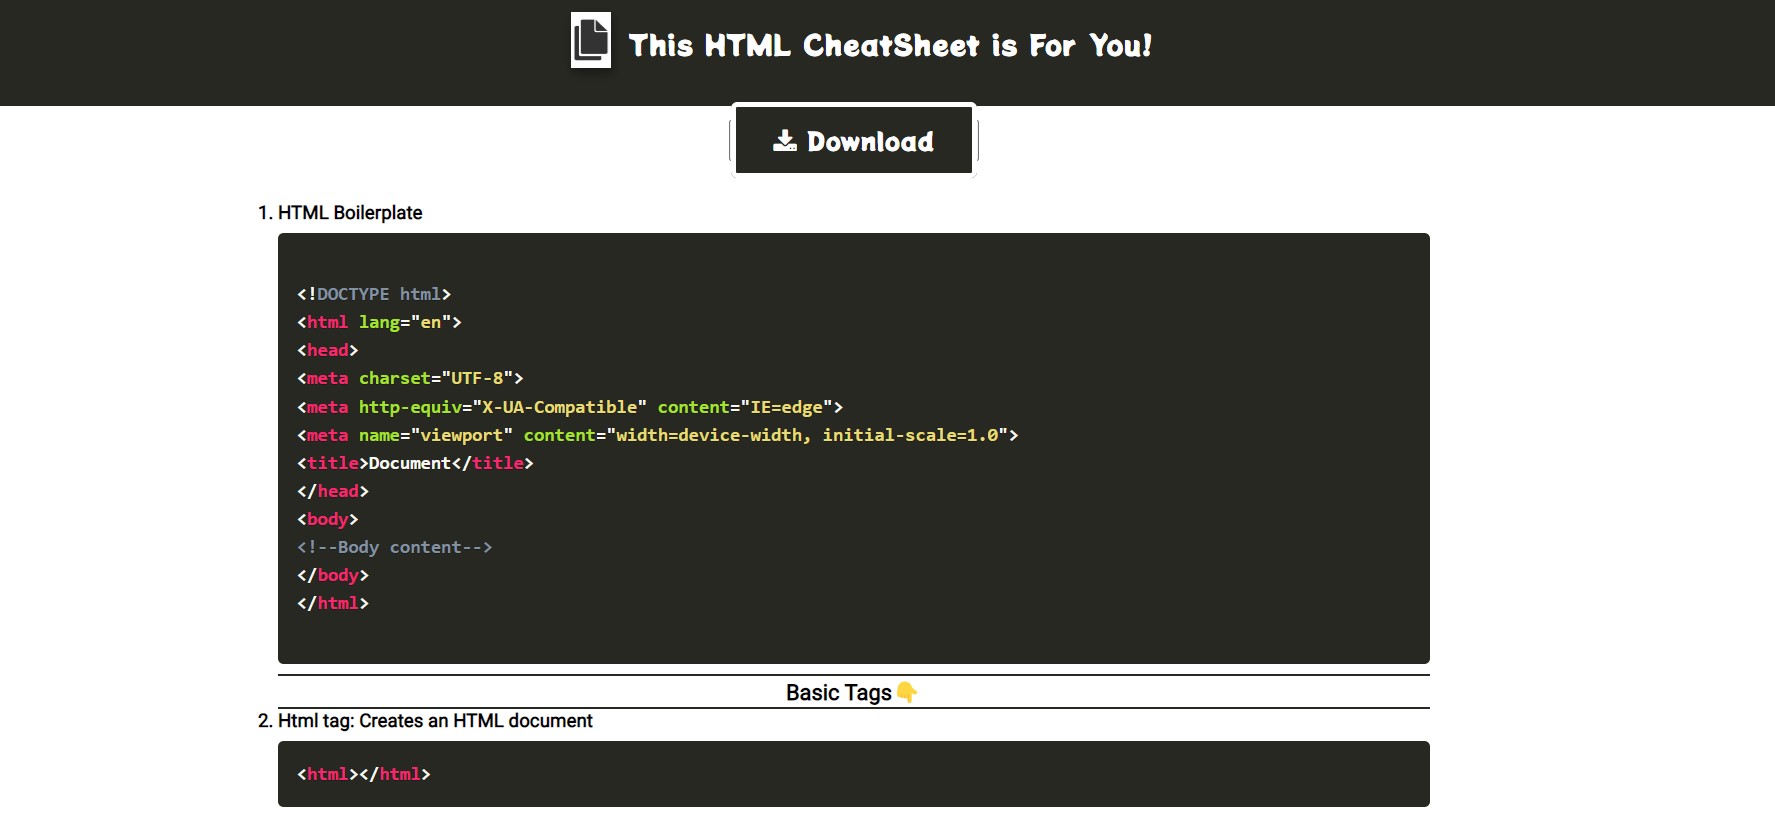 This HTML CheatSheet is For You!
Download
1. HTML Boilerplate
<!DOCTYPE html>
<html lang="en">
<head>
<meta charset="UTF-8">
<meta http-equiv="X-UA-Compatible" content="IE=edge">
<meta name="viewport" content="width=device-width, initial-scale=1.0">
<title>Document</title>
</head>
<body>
<!--Body content-->
</body>
</html>
Basic Tags👇
2. Html tag: Creates an HTML document
<html></html>